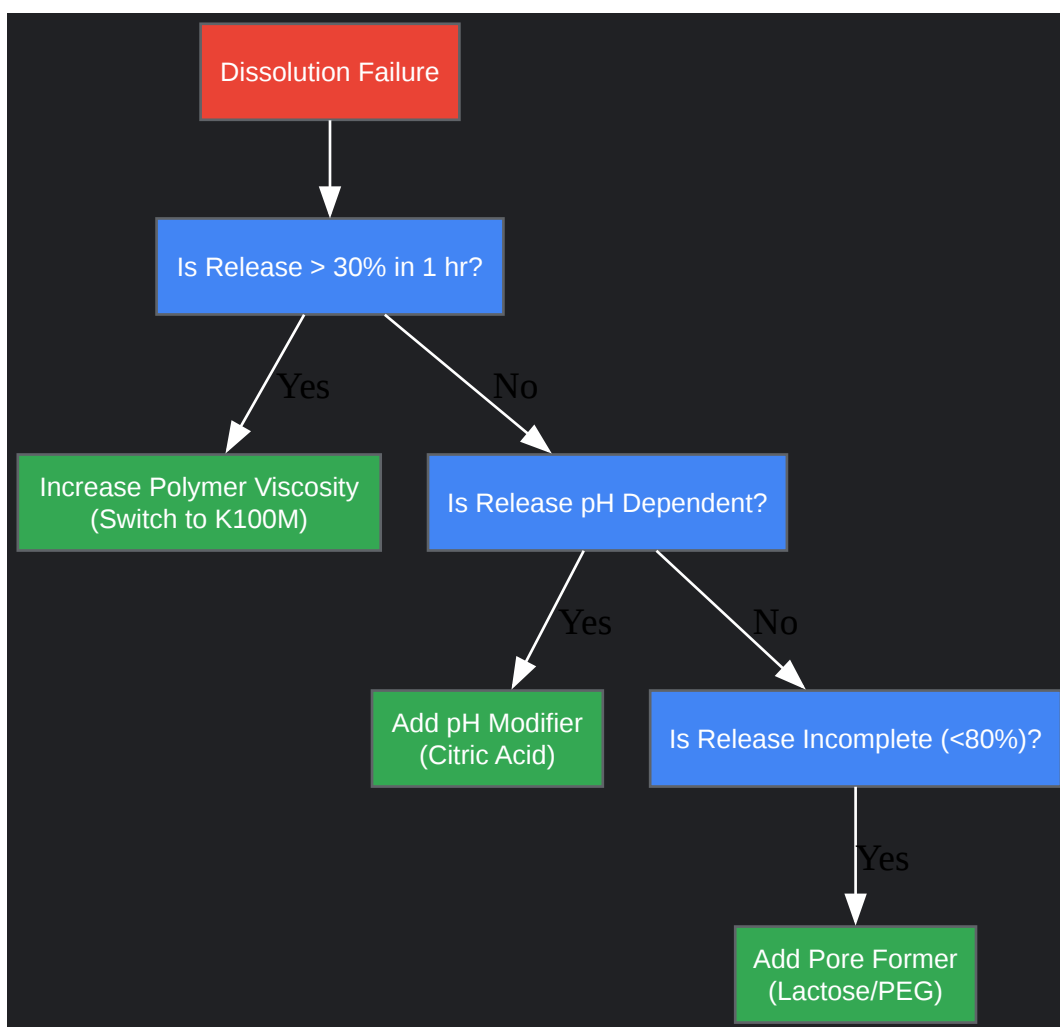 Dissolution Failure
Is Release > 30% in 1 hr?
Yes
No
Increase Polymer Viscosity
(Switch to K100M)
Is Release pH Dependent?
Yes
No
Add pH Modifier
(Citric Acid)
Is Release Incomplete (<80%)?
Yes
Add Pore Former
(Lactose/PEG)